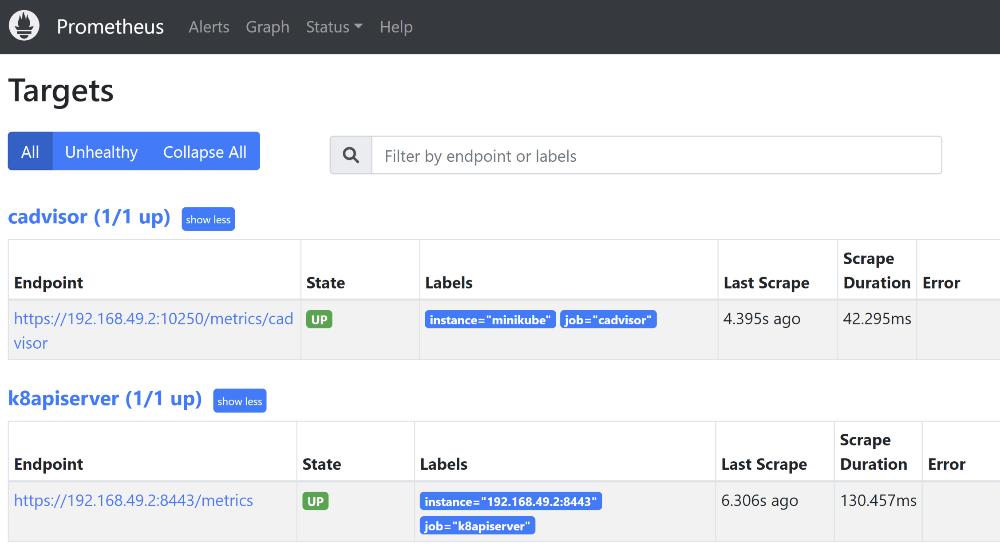 Prometheus Alerts Graph Status Help
Targets
All Unhealthy Collapse All
Filter by endpoint or labels
cadvisor (1/1 up) show less
Endpoint State Labels Last Scrape Scrape Duration Error
https://192.168.49.2:10250/metrics/cadvisor UP instance="minikube" job="cadvisor" 4.395s ago 42.295ms
k8apiserver (1/1 up) show less
Endpoint State Labels Last Scrape Scrape Duration Error
https://192.168.49.2:8443/metrics UP instance="192.168.49.2:8443" 6.306s ago 130.457ms
job="k8apiserver"